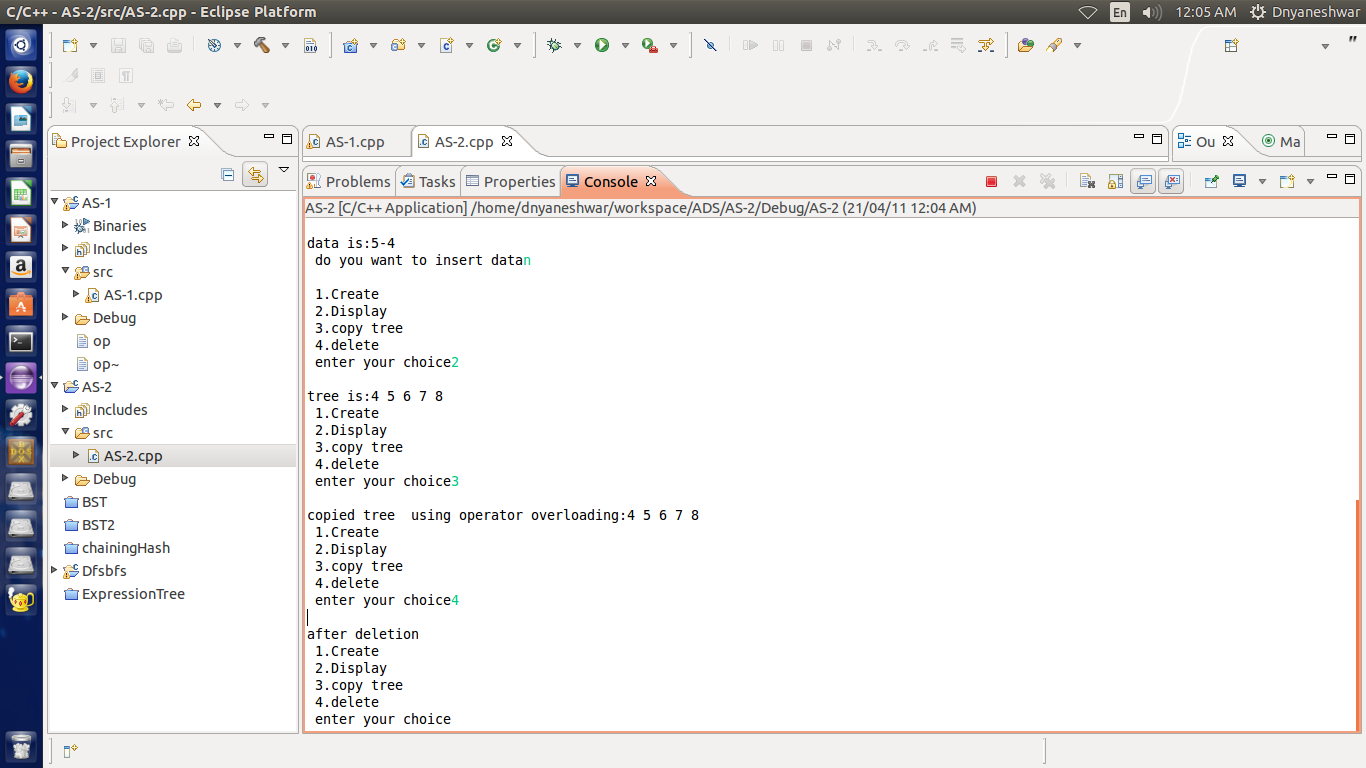 C/C++ - AS-2/src/AS-2.cpp - Eclipse Platform
En
12:05 AM
Dnyaneshwar
Project Explorer
AS-1
Binaries
Includes
src
AS-1.cpp
Debug
op
op~
AS-2
Includes
src
AS-2.cpp
Debug
BST
BST2
chainingHash
Dfsbfs
ExpressionTree
AS-1.cpp
AS-2.cpp
Ou
Ma
Problems
Tasks
Properties
Console
AS-2 [C/C++ Application] /home/dnyaneshwar/workspace/ADS/AS-2/Debug/AS-2 (21/04/11 12:04 AM)
data is:5-4
do you want to insert datan
1.Create
2.Display
3.copy tree
4.delete
enter your choice2
tree is:4 5 6 7 8
1.Create
2.Display
3.copy tree
4.delete
enter your choice3
copied tree  using operator overloading:4 5 6 7 8
1.Create
2.Display
3.copy tree
4.delete
enter your choice4
after deletion
1.Create
2.Display
3.copy tree
4.delete
enter your choice